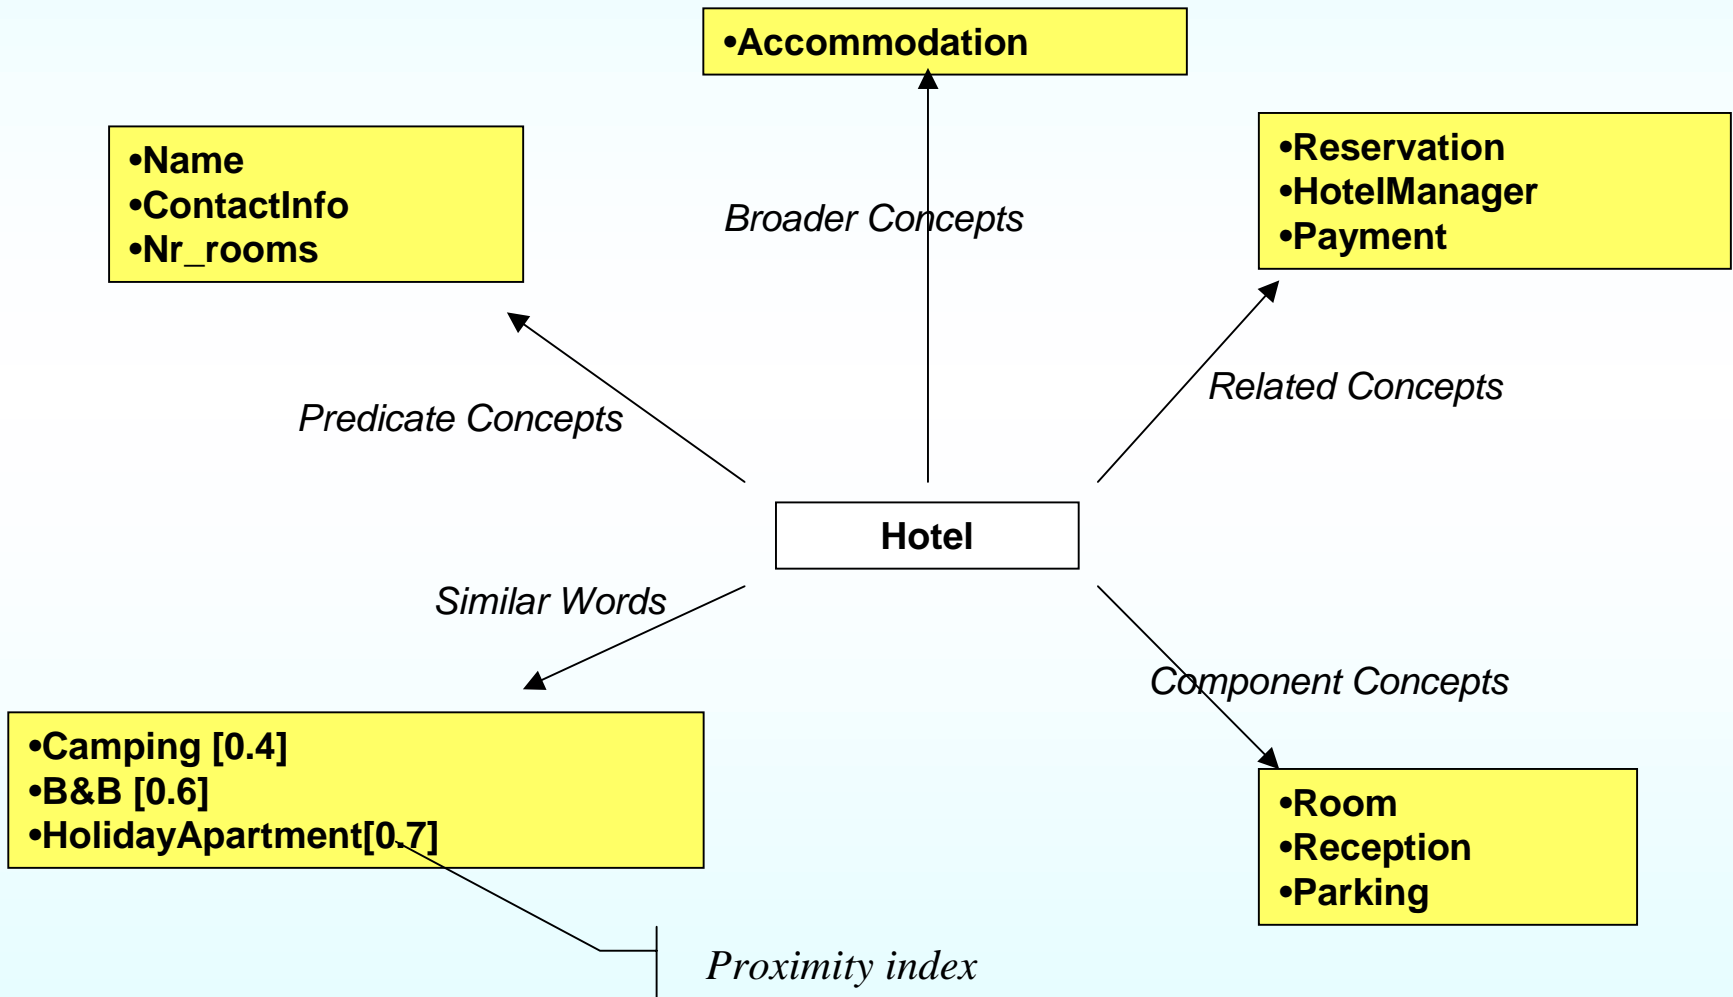 •Accommodation
•Name
•ContactInfo
•Nr_rooms
Broader Concepts
•Reservation
•HotelManager
•Payment
Predicate Concepts
Related Concepts
Hotel
Similar Words
Component Concepts
•Camping [0.4]
•B&B [0.6]
•HolidayApartment[0.7]
•Room
•Reception
•Parking
Proximity index